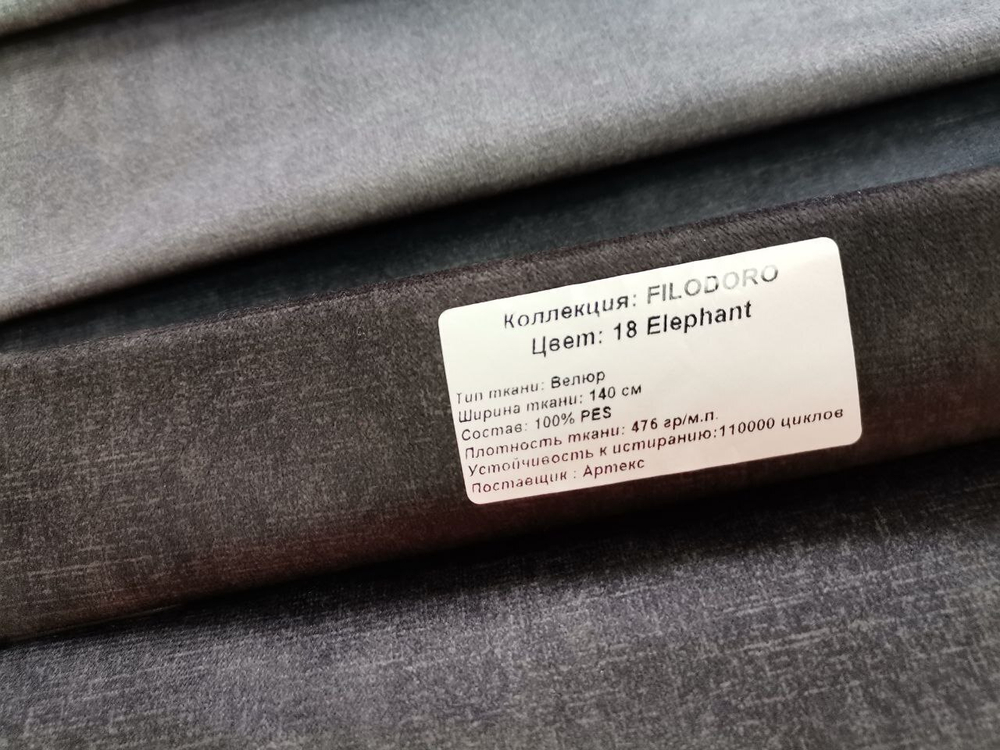 Коллекция: FILODORO
Цвет: 18 Elephant
Тип ткани: Велюр
Ширина ткани: 140 см
Состав: 100% PES
Плотность ткани: 476 гр/м.п.
Устойчивость к истиранию:110000 циклов
Поставщик : Артекс